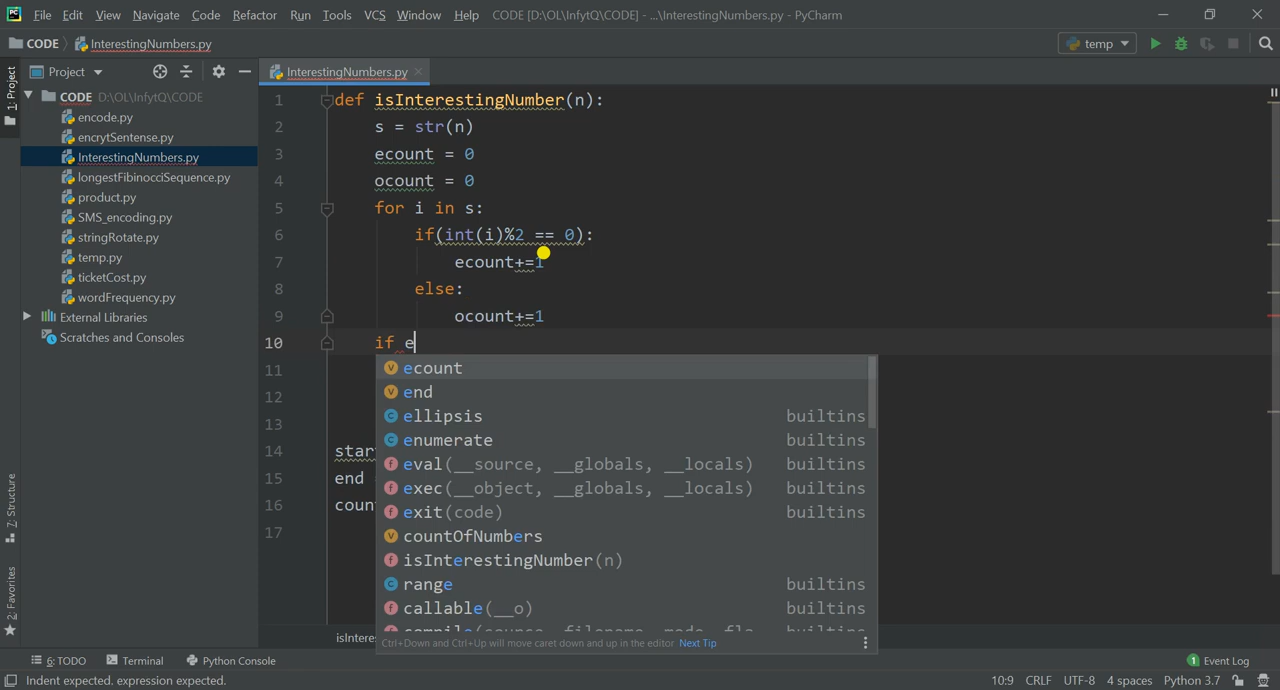 File Edit View Navigate Code Refactor Run Tools VCS Window Help CODE [D:\OL\InfytQ\CODE] - ...\InterestingNumbers.py - PyCharm
CODE InterestingNumbers.py temp
1: Project
Project
InterestingNumbers.py
CODE D:\OL\InfytQ\CODE
encode.py
encrytSentense.py
InterestingNumbers.py
longestFibinocciSequence.py
product.py
SMS_encoding.py
stringRotate.py
temp.py
ticketCost.py
wordFrequency.py
External Libraries
Scratches and Consoles
1 def isInterestingNumber(n):
2 s = str(n)
3 ecount = 0
4 ocount = 0
5 for i in s:
6 if(int(i)%2 == 0):
7 ecount+=1
8 else:
9 ocount+=1
10 if e
11
12
13
14 star
15 end
16 coun
17
ecount
end
ellipsis builtins
enumerate builtins
eval(__source, __globals, __locals) builtins
exec(__object, __globals, __locals) builtins
exit(code) builtins
countOfNumbers
isInterestingNumber(n)
range builtins
callable(__o) builtins
Ctrl+Down and Ctrl+Up will move caret down and up in the editor Next Tip
7: Structure
2: Favorites
isIntere
6: TODO Terminal Python Console 1 Event Log
Indent expected. expression expected. 10:9 CRLF UTF-8 4 spaces Python 3.7